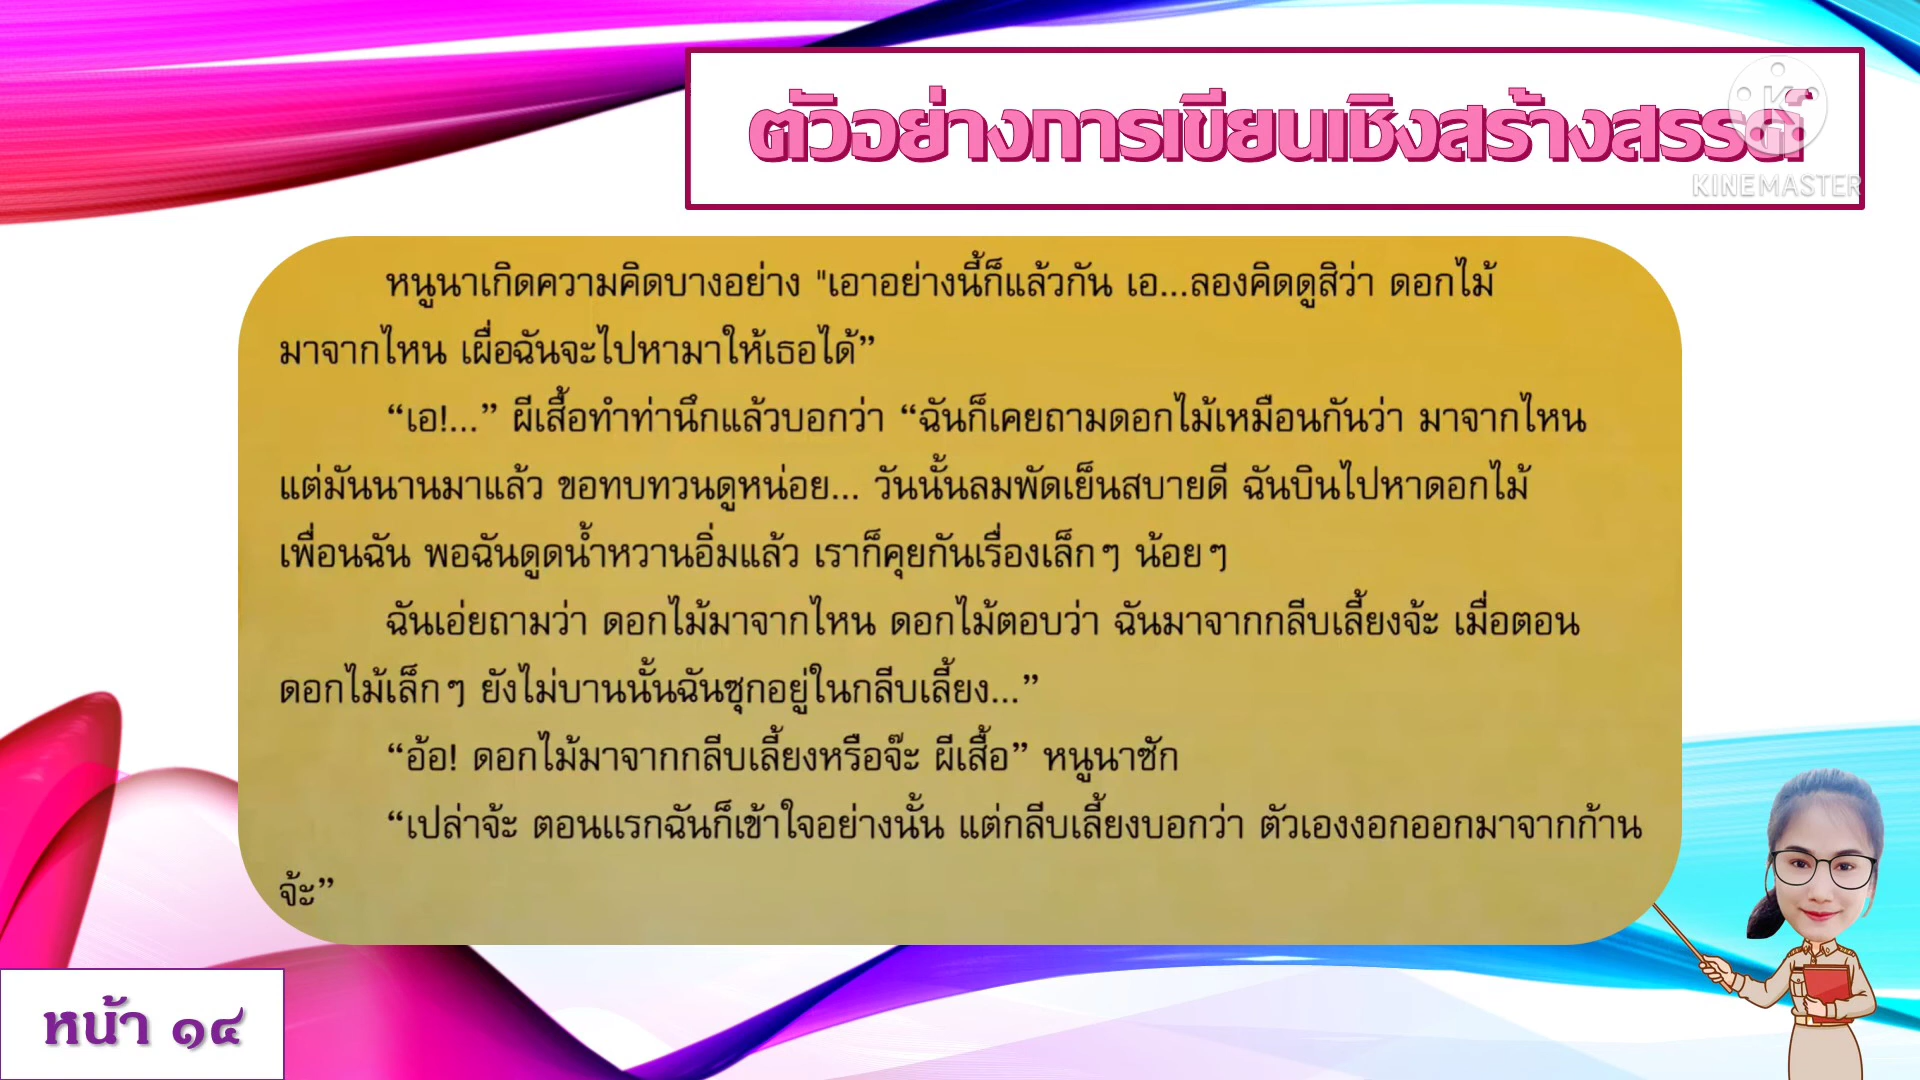 ตัวอย่างการเขียนเชิงสร้างสรรค์
KINEMASTER
หนูนาเกิดความคิดบางอย่าง "เอาอย่างนี้ก็แล้วกัน เอ...ลองคิดดูสิว่า ดอกไม้
มาจากไหน เผื่อฉันจะไปหามาให้เธอได้”
“เอ!...” ผีเสื้อทำท่านึกแล้วบอกว่า “ฉันก็เคยถามดอกไม้เหมือนกันว่า มาจากไหน
แต่มันนานมาแล้ว ขอทบทวนดูหน่อย... วันนั้นลมพัดเย็นสบายดี ฉันบินไปหาดอกไม้
เพื่อนฉัน พอฉันดูดน้ำหวานอิ่มแล้ว เราก็คุยกันเรื่องเล็กๆ น้อยๆ
ฉันเอ่ยถามว่า ดอกไม้มาจากไหน ดอกไม้ตอบว่า ฉันมาจากกลีบเลี้ยงจ้ะ เมื่อตอน
ดอกไม้เล็กๆ ยังไม่บานนั้นฉันซุกอยู่ในกลีบเลี้ยง...”
“อ้อ! ดอกไม้มาจากกลีบเลี้ยงหรือจ๊ะ ผีเสื้อ” หนูนาซัก
“เปล่าจ้ะ ตอนแรกฉันก็เข้าใจอย่างนั้น แต่กลีบเลี้ยงบอกว่า ตัวเองงอกออกมาจากก้าน
จ้ะ”
หน้า ๑๔